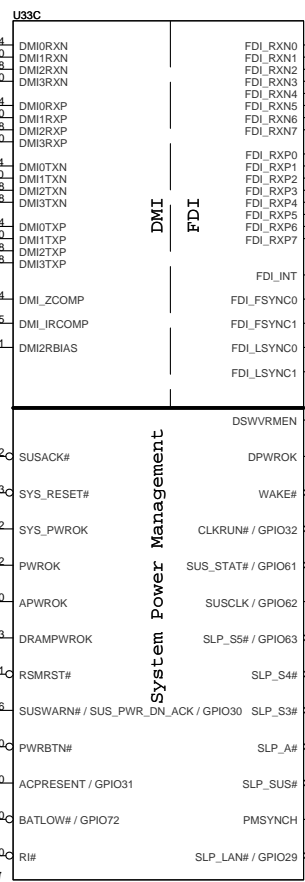 U33C
DMI0RXN
DMI1RXN
DMI2RXN
DMI3RXN
DMI0RXP
DMI1RXP
DMI2RXP
DMI3RXP
DMI0TXN
DMI1TXN
DMI2TXN
DMI3TXN
DMI0TXP
DMI1TXP
DMI2TXP
DMI3TXP
DMI_ZCOMP
DMI_IRCOMP
DMI2RBIAS
DMI
FDI
FDI_RXN0
FDI_RXN1
FDI_RXN2
FDI_RXN3
FDI_RXN4
FDI_RXN5
FDI_RXN6
FDI_RXN7
FDI_RXP0
FDI_RXP1
FDI_RXP2
FDI_RXP3
FDI_RXP4
FDI_RXP5
FDI_RXP6
FDI_RXP7
FDI_INT
FDI_FSYNC0
FDI_FSYNC1
FDI_LSYNC0
FDI_LSYNC1
SUSACK#
SYS_RESET#
SYS_PWROK
PWROK
APWROK
DRAMPWROK
RSMRST#
SUSWARN# / SUS_PWR_DN_ACK / GPIO30
PWRBTN#
ACPRESENT / GPIO31
BATLOW# / GPIO72
RI#
System Power Management
DSWVRMEN
DPWROK
WAKE#
CLKRUN# / GPIO32
SUS_STAT# / GPIO61
SUSCLK / GPIO62
SLP_S5# / GPIO63
SLP_S4#
SLP_S3#
SLP_A#
SLP_SUS#
PMSYNCH
SLP_LAN# / GPIO29